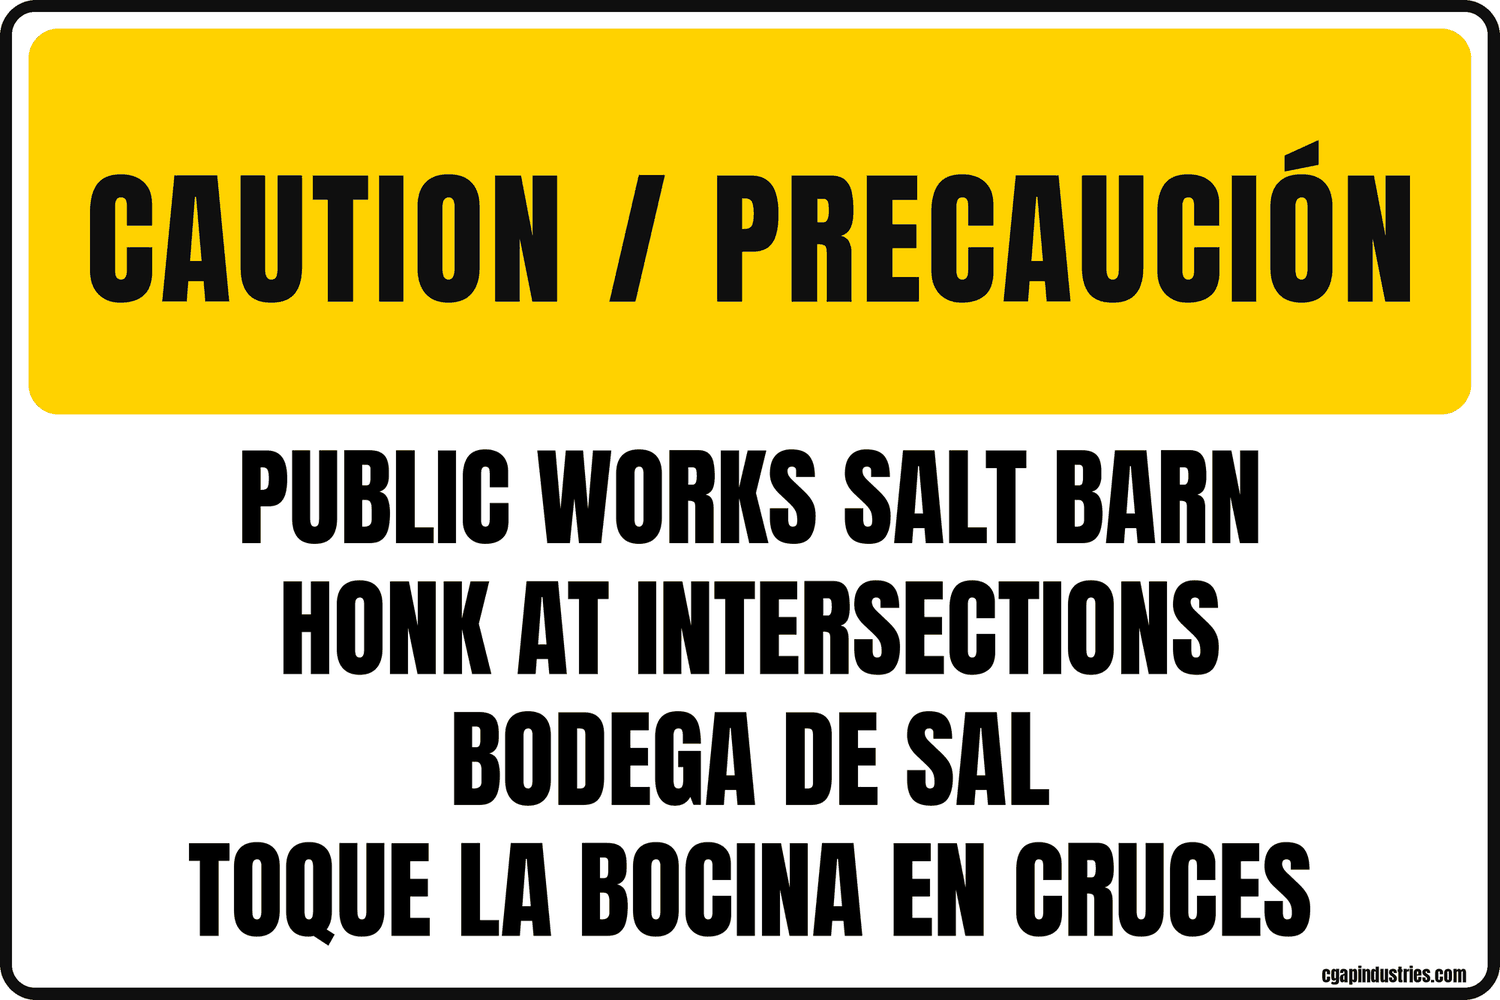 CAUTION / PRECAUCIÓN
PUBLIC WORKS SALT BARN
HONK AT INTERSECTIONS
BODEGA DE SAL
TOQUE LA BOCINA EN CRUCES
cgapindustries.com